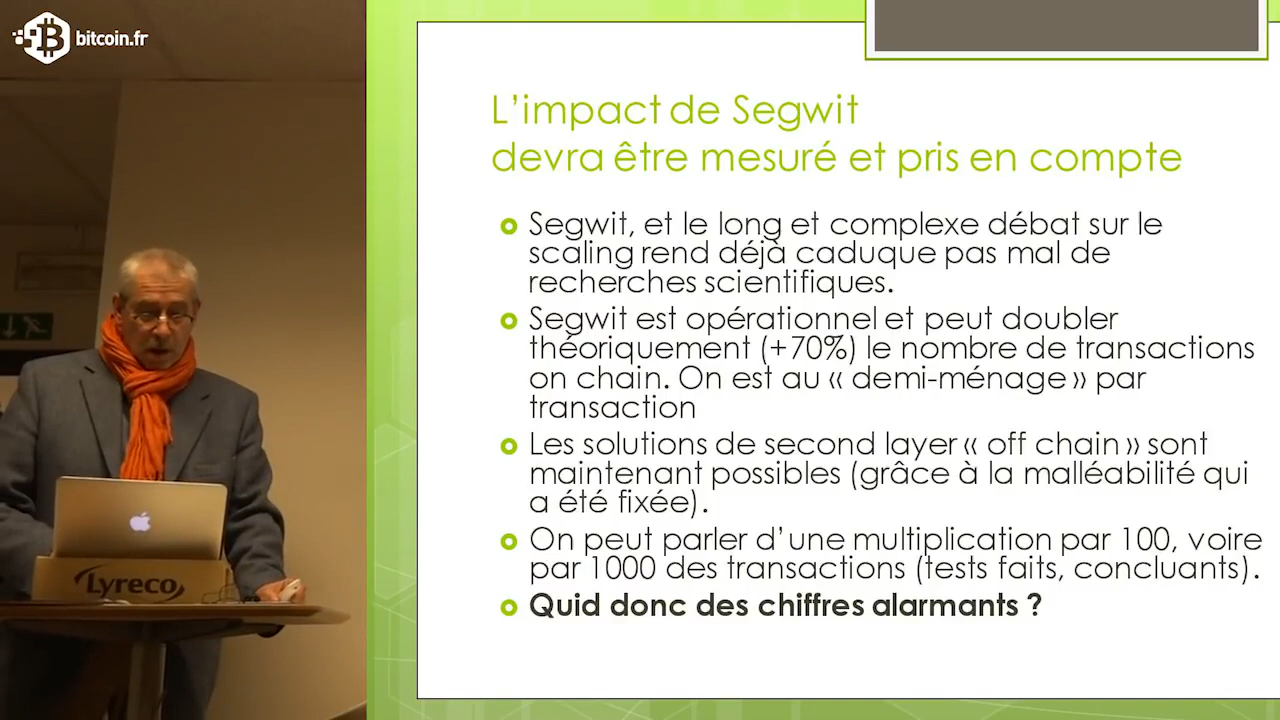 bitcoin.fr
L'impact de Segwit
devra être mesuré et pris en compte
Segwit, et le long et complexe débat sur le
scaling rend déjà caduque pas mal de
recherches scientifiques.
Segwit est opérationnel et peut doubler
théoriquement (+70%) le nombre de transactions
on chain. On est au « demi-ménage » par
transaction
Les solutions de second layer « off chain » sont
maintenant possibles (grâce à la malléabilité qui
a été fixée).
On peut parler d'une multiplication par 100, voire
par 1000 des transactions (tests faits, concluants).
Quid donc des chiffres alarmants ?
Lyreco